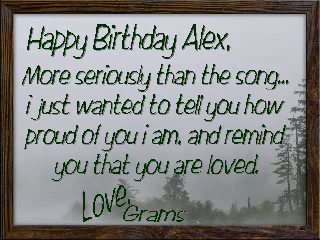 Happy Birthday Alex,
More seriously than the song...
i just wanted to tell you how
proud of you i am, and remind
you that you are loved.
Love,
Grams